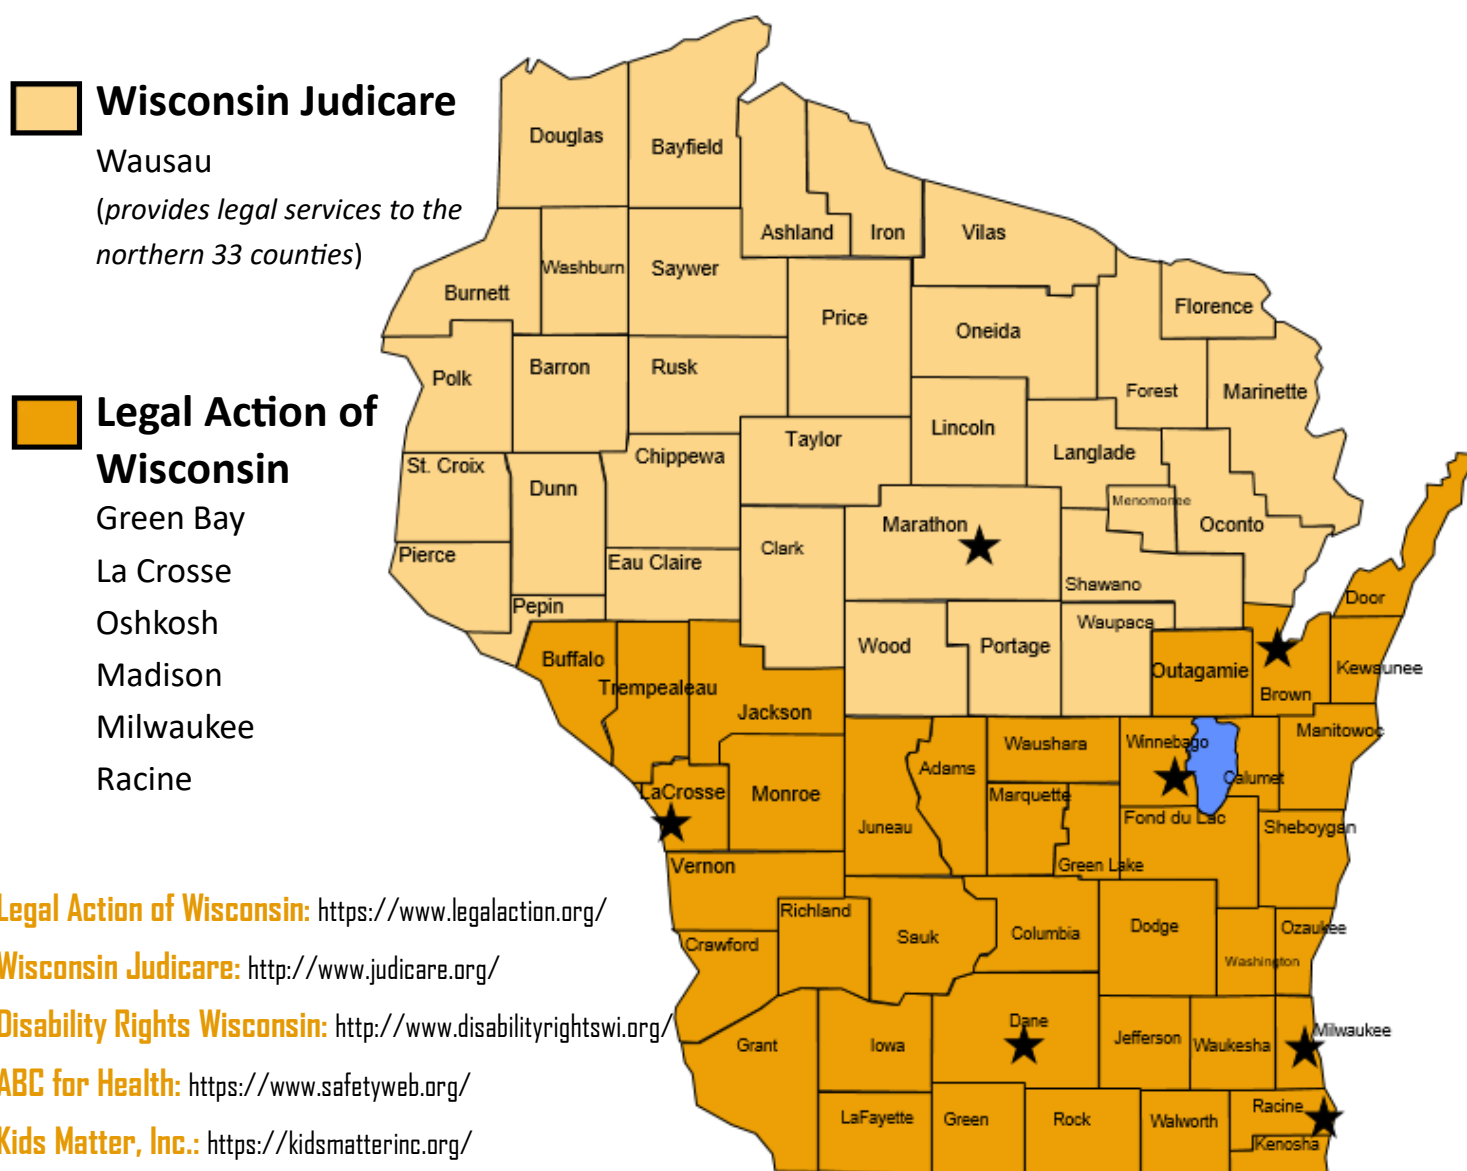 Wisconsin Judicare
Wausau
(provides legal services to the
northern 33 counties)
Legal Action of
Wisconsin
Green Bay
La Crosse
Oshkosh
Madison
Milwaukee
Racine
Legal Action of Wisconsin: https://www.legalaction.org/
Wisconsin Judicare: http://www.judicare.org/
Disability Rights Wisconsin: http://www.disabilityrightswi.org/
ABC for Health: https://www.safetyweb.org/
Kids Matter, Inc.: https://kidsmatterinc.org/
Douglas
Bayfield
Ashland
Iron
Vilas
Washburn
Saywer
Burnett
Florence
Price
Oneida
Polk
Barron
Rusk
Forest
Marinette
Taylor
Lincoln
Langlade
St. Croix
Chippewa
Dunn
Menomonee
Marathon
Oconto
Pierce
Clark
Eau Claire
Shawano
Door
Pepin
Waupaca
Wood
Portage
Buffalo
Outagamie
Kewaunee
Trempealeau
Brown
Jackson
Manitowoc
Waushara
Winnebago
Adams
Calumet
LaCrosse
Monroe
Marquette
Juneau
Fond du Lac
Sheboygan
Vernon
Green Lake
Richland
Sauk
Columbia
Dodge
Ozaukee
Crawford
Washington
Dane
Milwaukee
Grant
Iowa
Jefferson
Waukesha
LaFayette
Green
Rock
Walworth
Racine
Kenosha